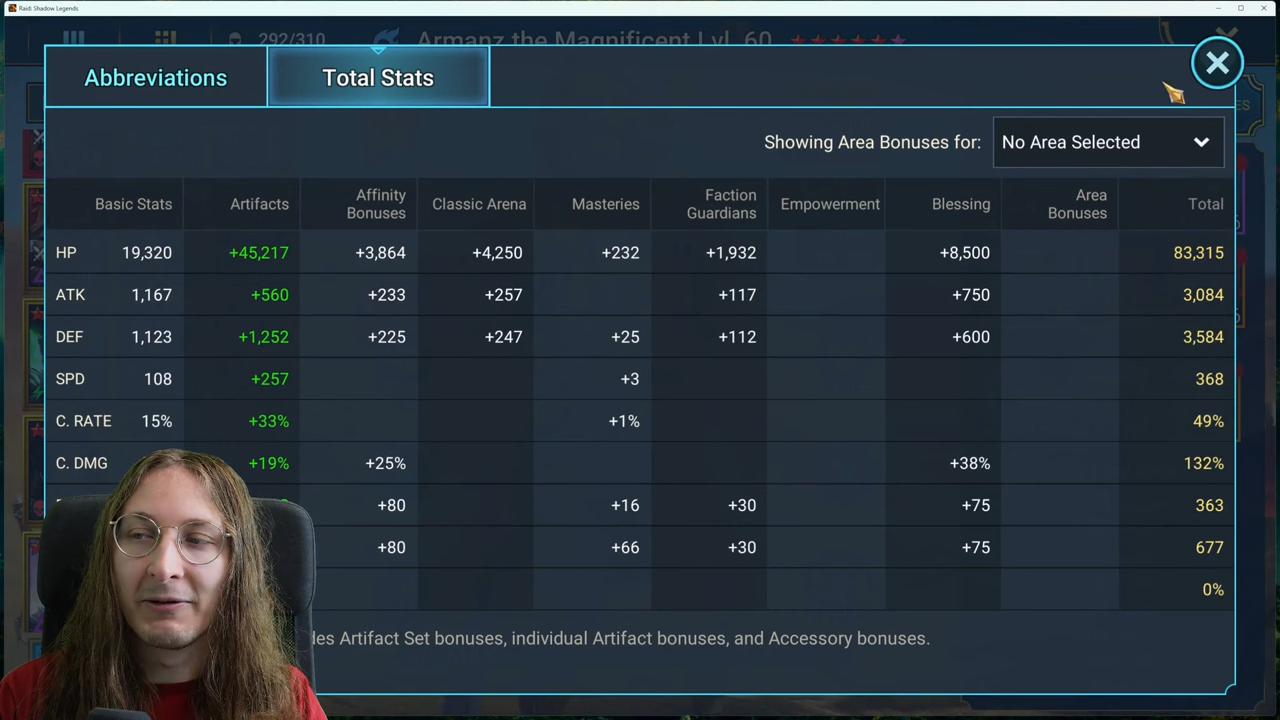 Raid: Shadow Legends
292/310 Armanz the Magnificent Lvl. 60
Abbreviations Total Stats
Showing Area Bonuses for: No Area Selected
Basic Stats Artifacts Affinity Bonuses Classic Arena Masteries Faction Guardians Empowerment Blessing Area Bonuses Total
HP 19,320 +45,217 +3,864 +4,250 +232 +1,932 +8,500 83,315
ATK 1,167 +560 +233 +257 +117 +750 3,084
DEF 1,123 +1,252 +225 +247 +25 +112 +600 3,584
SPD 108 +257 +3 368
C. RATE 15% +33% +1% 49%
C. DMG +19% +25% +38% 132%
+80 +16 +30 +75 363
+80 +66 +30 +75 677
0%
Artifact Set bonuses, individual Artifact bonuses, and Accessory bonuses.